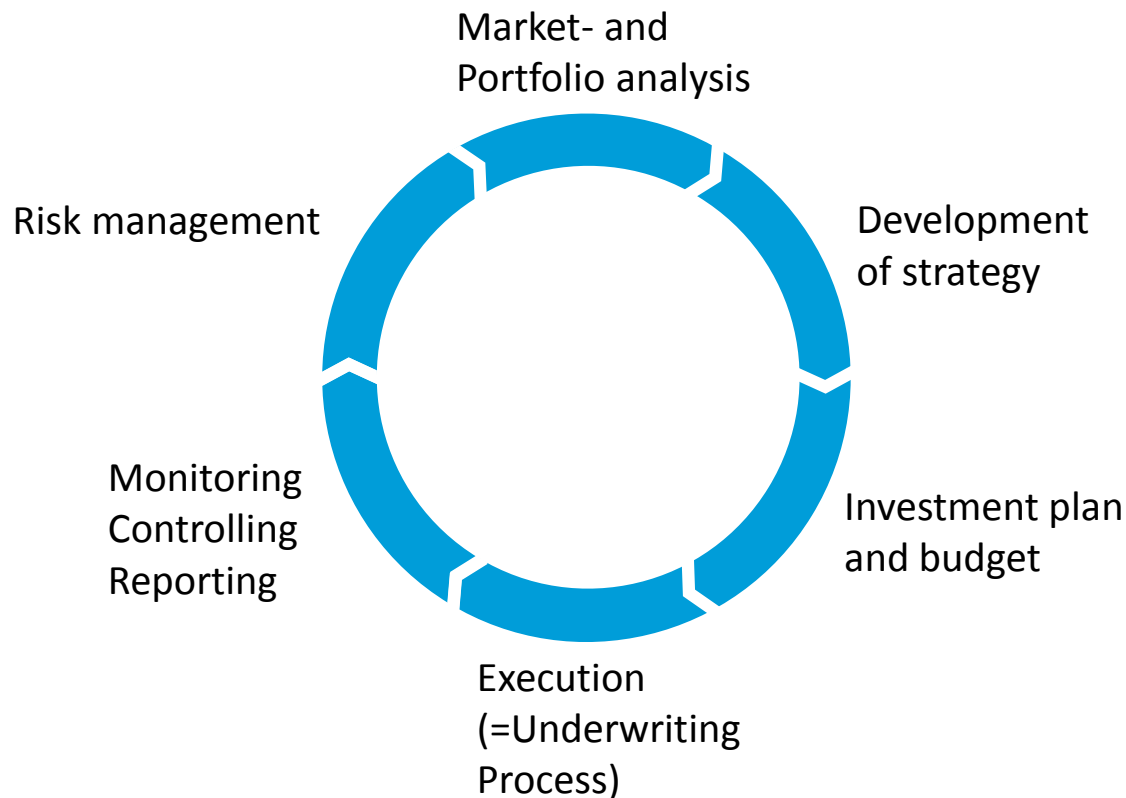 Market- and
Portfolio analysis
Development
of strategy
Investment plan
and budget
Execution
(=Underwriting
Process)
Monitoring
Controlling
Reporting
Risk management